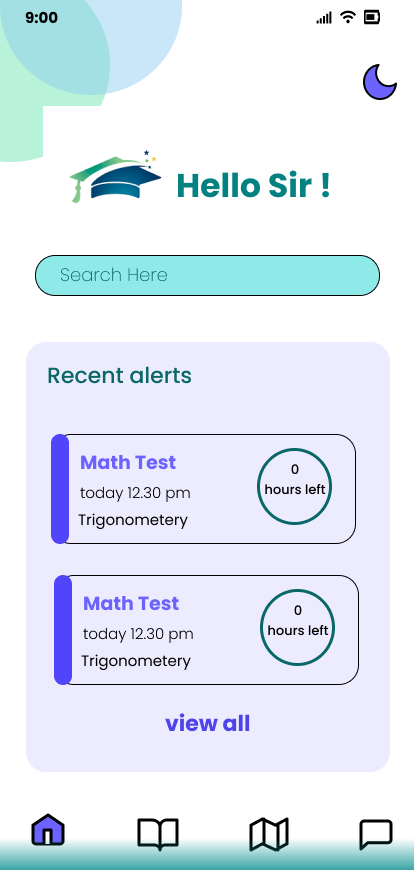 9:00
Hello Sir !
Search Here
Recent alerts
Math Test
today 12.30 pm
Trigonometery
0
hours left
Math Test
today 12.30 pm
Trigonometery
0
hours left
view all